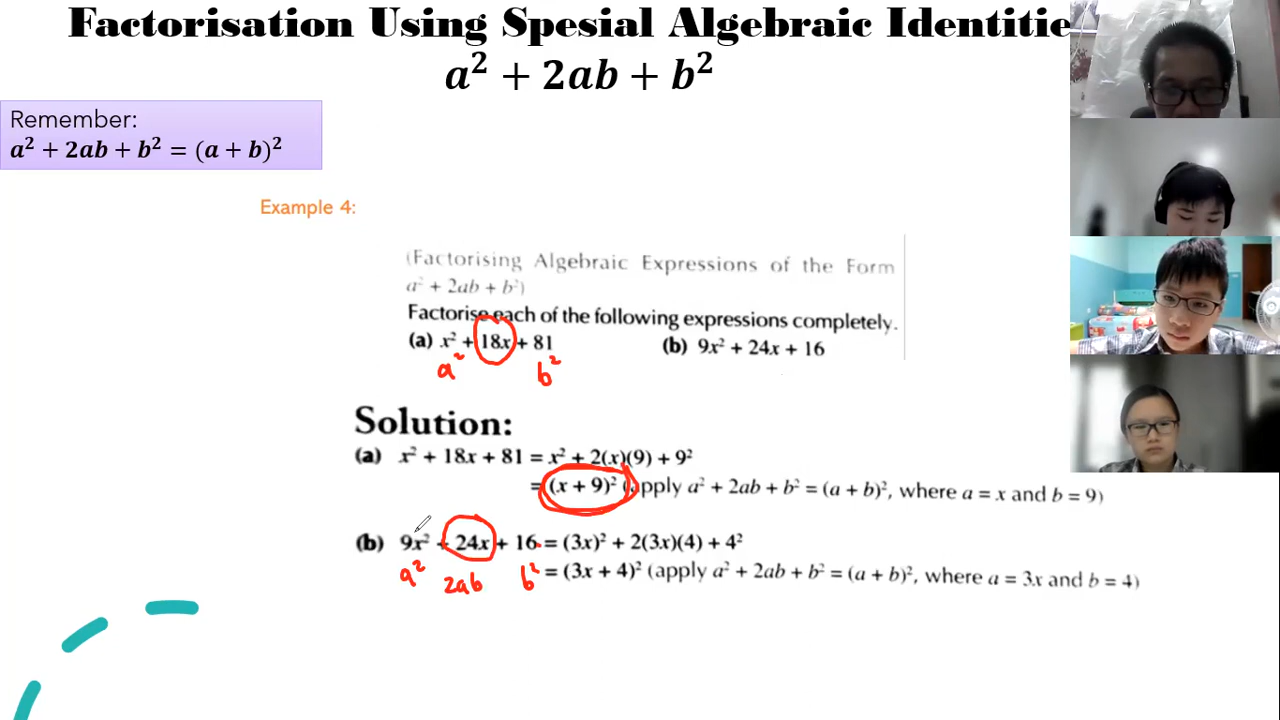 Factorisation Using Spesial Algebraic Identitie
a² + 2ab + b²
Remember:
a² + 2ab + b² = (a + b)²
Example 4:
(Factorising Algebraic Expressions of the Form
a² + 2ab + b²)
Factorise each of the following expressions completely.
(a) x² + 18x + 81 (b) 9x² + 24x + 16
a² b²
Solution:
(a) x² + 18x + 81 = x² + 2(x)(9) + 9²
= (x + 9)² (apply a² + 2ab + b² = (a + b)², where a = x and b = 9)
(b) 9x² + 24x + 16 = (3x)² + 2(3x)(4) + 4²
= (3x + 4)² (apply a² + 2ab + b² = (a + b)², where a = 3x and b = 4)
a² 2ab b²